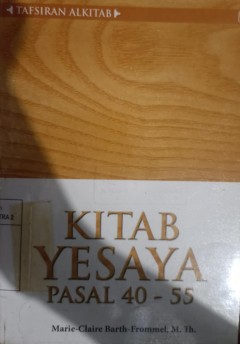 TAFSIRAN ALKITAB
KITAB
YESAYA
PASAL 40 - 55
Marie-Claire Barth-Frommel, M. Th.